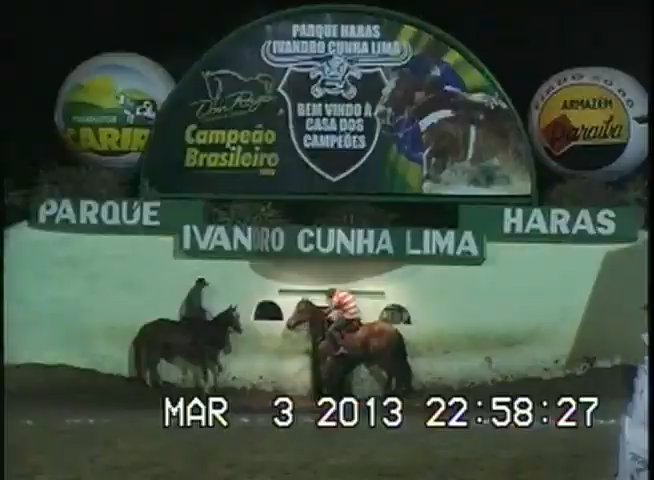 PARQUE HARAS
IVANDRO CUNHA LIMA
BEM VINDO À
CASA DOS
CAMPEÕES
Campeão
Brasileiro
CARIRI
ARMAZÉM
Paraiba
PARQUE
IVANDRO CUNHA LIMA
HARAS
MAR 3 2013 22:58:27